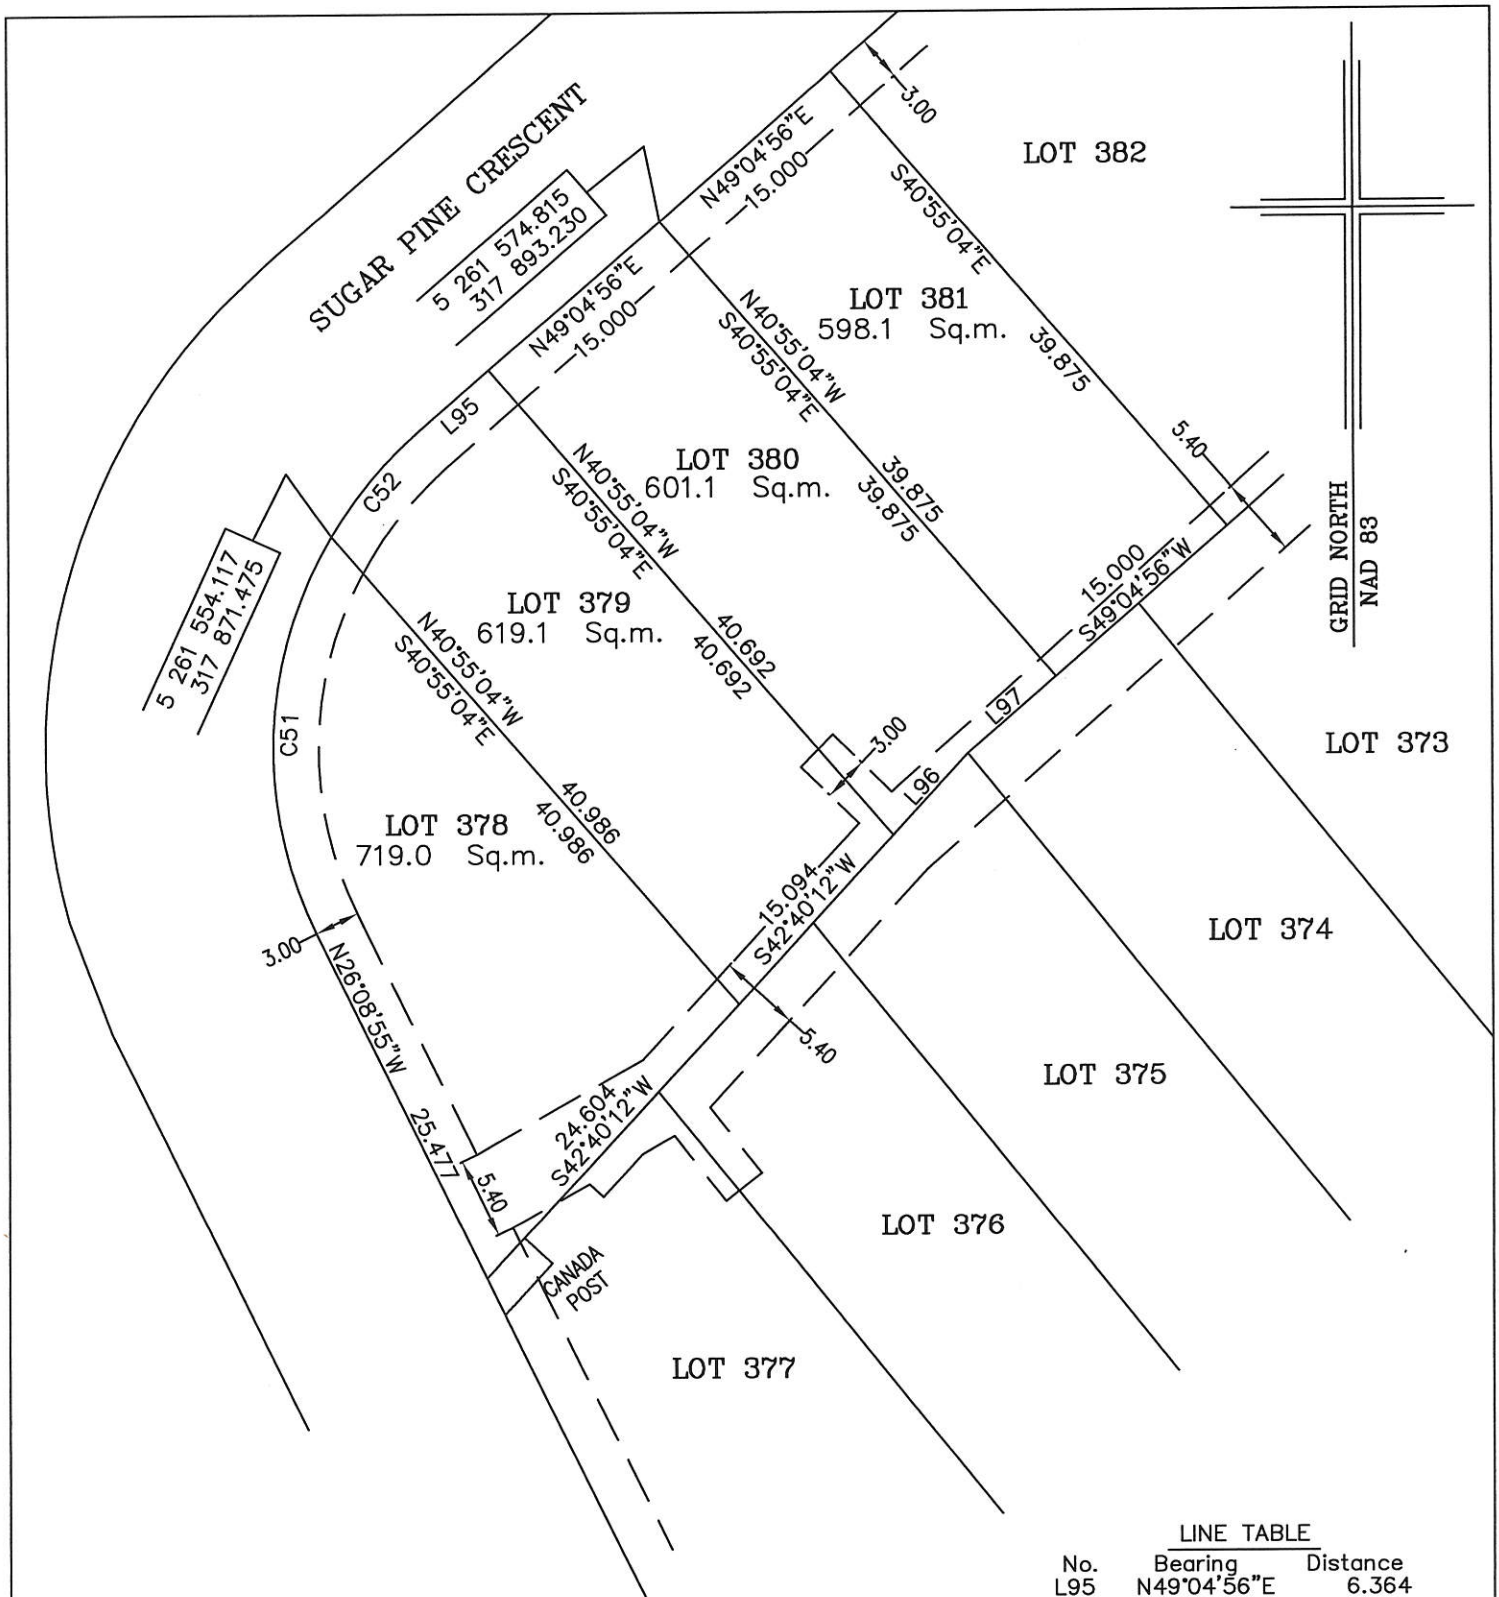 SUGAR PINE CRESCENT
5 261 574.815
317 893.230
N49°04'56"E
15.000
3.00
LOT 382
S40°55'04"E
39.875
N49°04'56"E
15.000
LOT 381
598.1 Sq.m.
N40°55'04"W
S40°55'04"E
39.875
39.875
L95
C52
LOT 380
601.1 Sq.m.
N40°55'04"W
S40°55'04"E
40.692
40.692
5.40
GRID NORTH
NAD 83
15.000
S49°04'56"W
5 261 554.117
317 871.475
LOT 379
619.1 Sq.m.
N40°55'04"W
S40°55'04"E
40.986
40.986
C51
L97
3.00
L96
LOT 373
LOT 378
719.0 Sq.m.
15.094
S42°40'12"W
LOT 374
3.00
N26°08'55"W
25.477
5.40
LOT 375
24.604
S42°40'12"W
5.40
LOT 376
CANADA
POST
LOT 377
LINE TABLE
No. Bearing Distance
L95 N49°04'56"E 6.364